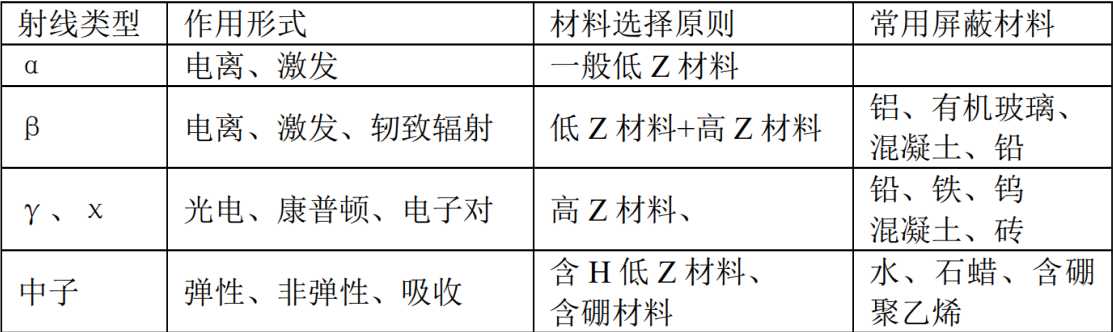 射线类型 作用形式 材料选择原则 常用屏蔽材料
α 电离、激发 一般低 Z 材料
β 电离、激发、轫致辐射 低 Z 材料+高 Z 材料 铝、有机玻璃、
混凝土、铅
γ、x 光电、康普顿、电子对 高 Z 材料、 铅、铁、钨
混凝土、砖
中子 弹性、非弹性、吸收 含 H 低 Z 材料、 水、石蜡、含硼
含硼材料 聚乙烯